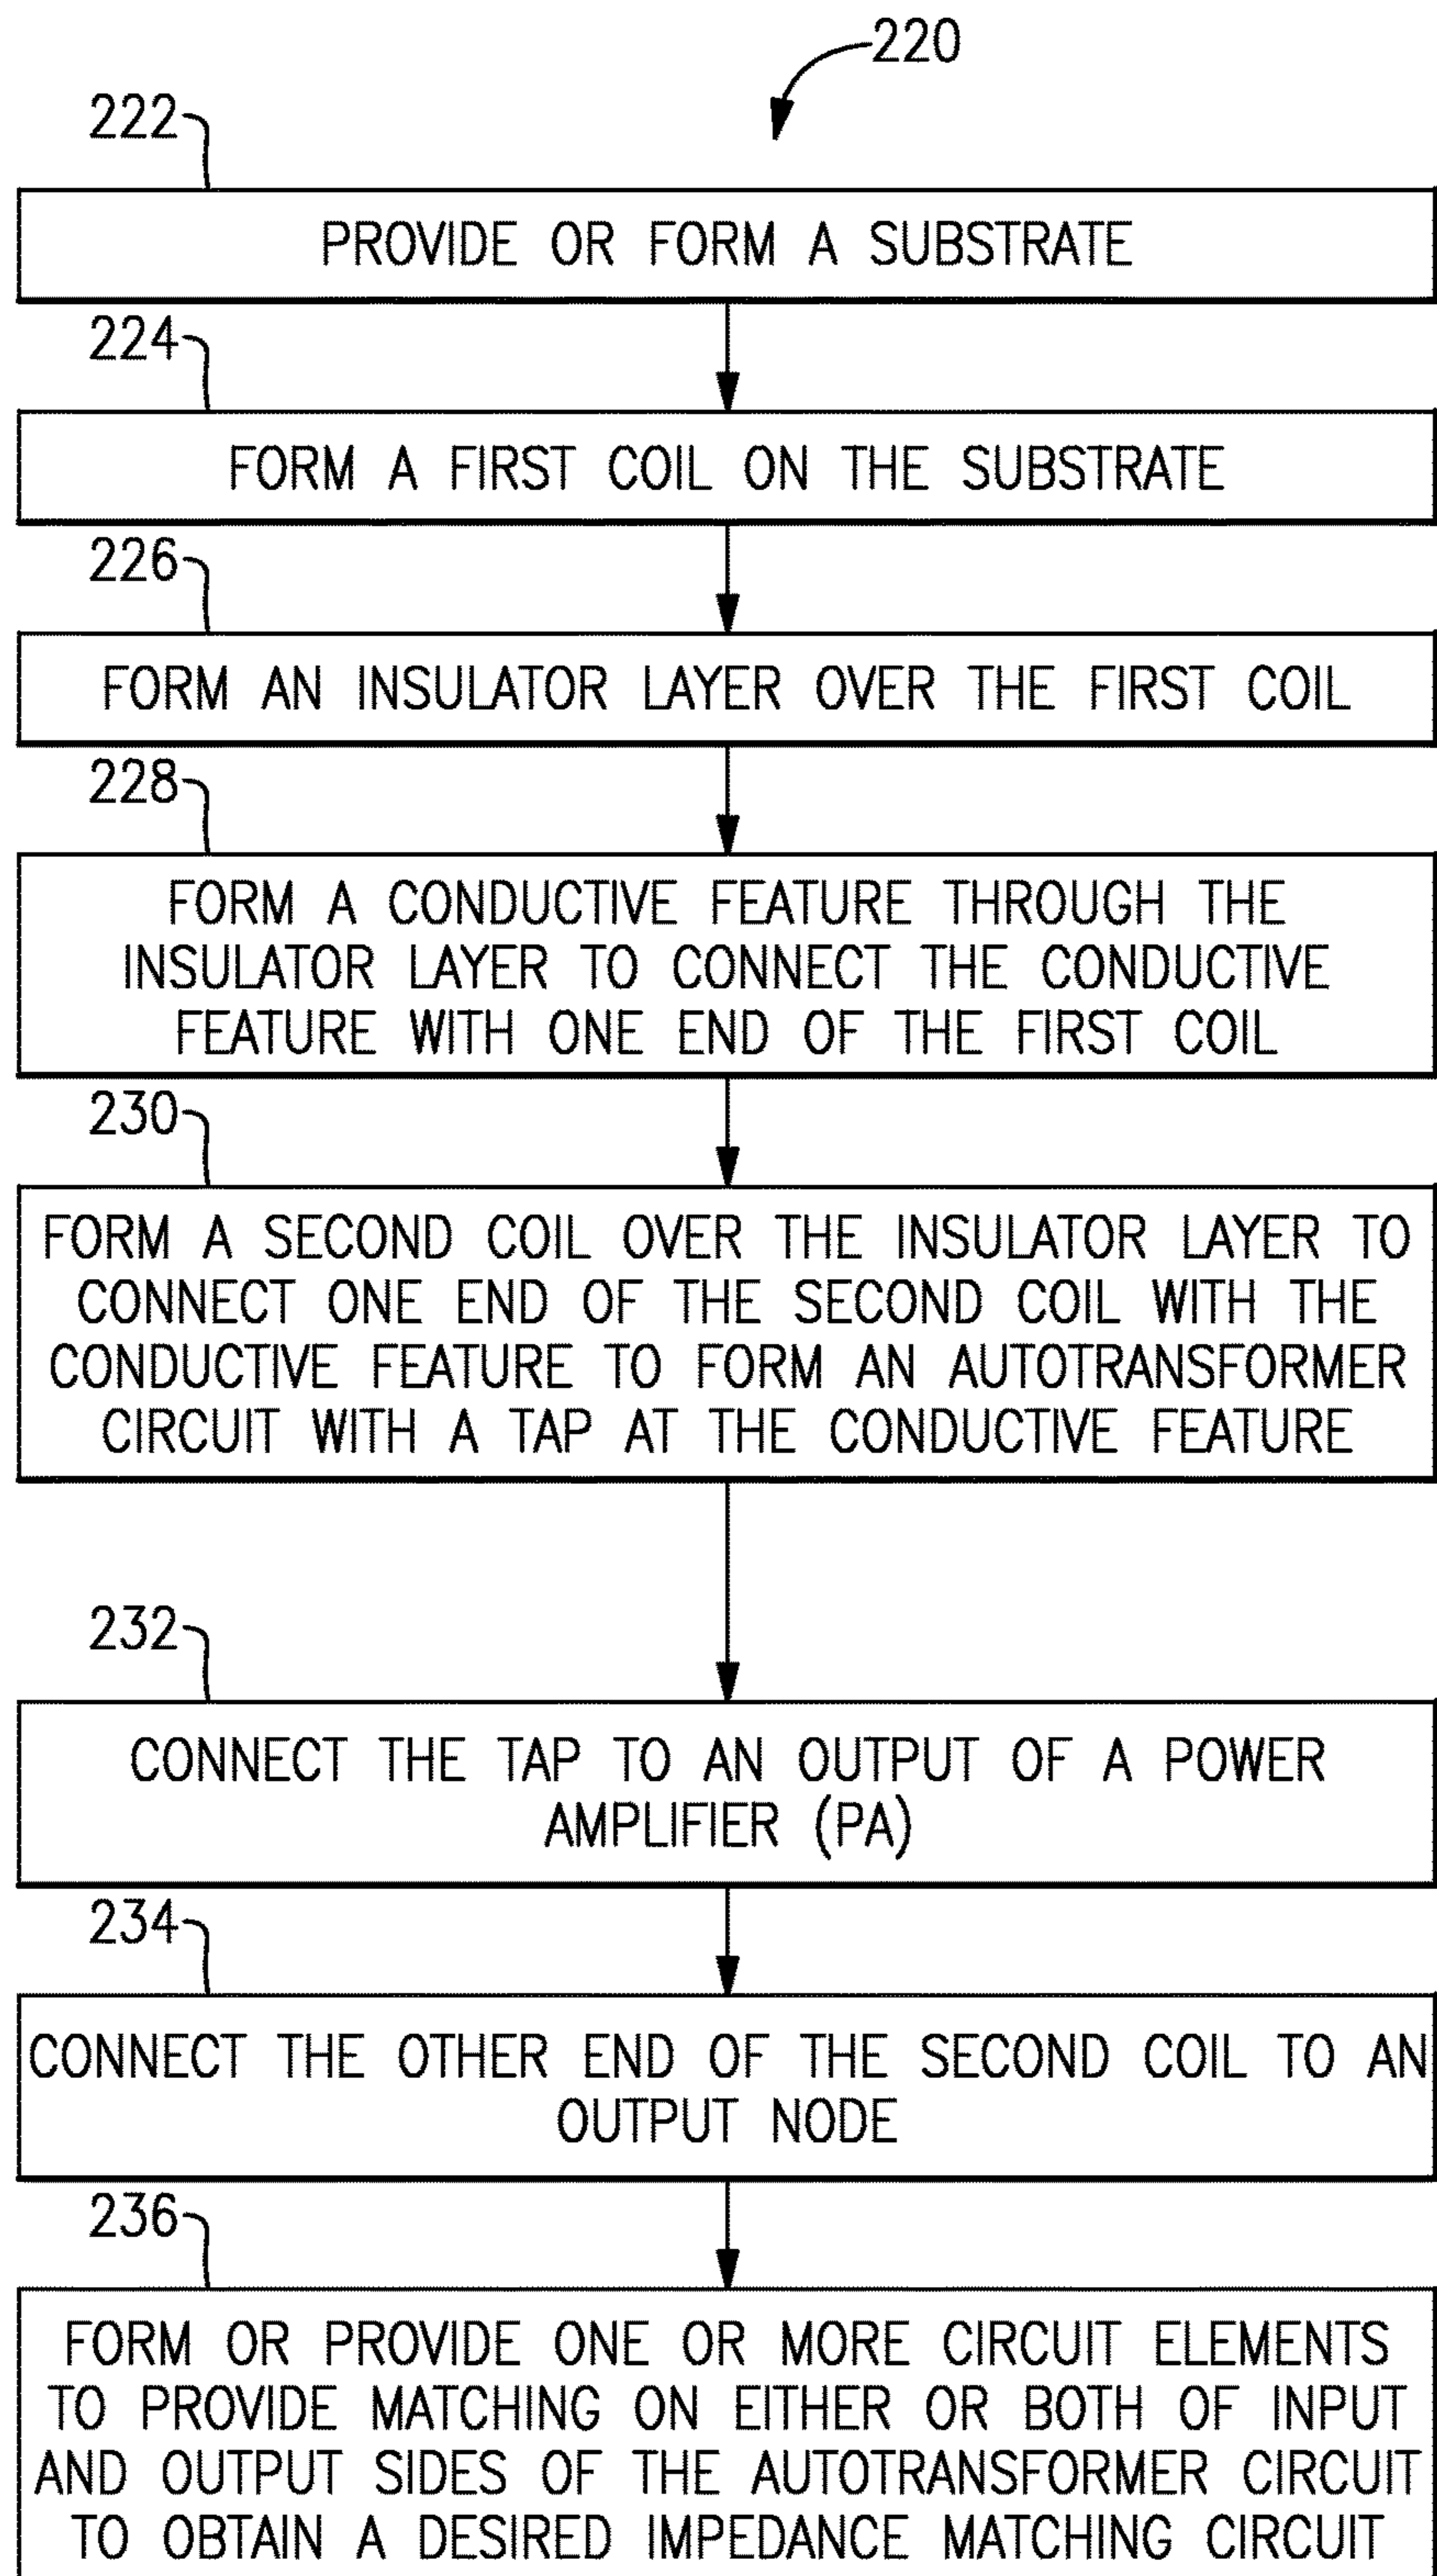 220
222
PROVIDE OR FORM A SUBSTRATE
224
FORM A FIRST COIL ON THE SUBSTRATE
226
FORM AN INSULATOR LAYER OVER THE FIRST COIL
228
FORM A CONDUCTIVE FEATURE THROUGH THE
INSULATOR LAYER TO CONNECT THE CONDUCTIVE
FEATURE WITH ONE END OF THE FIRST COIL
230
FORM A SECOND COIL OVER THE INSULATOR LAYER TO
CONNECT ONE END OF THE SECOND COIL WITH THE
CONDUCTIVE FEATURE TO FORM AN AUTOTRANSFORMER
CIRCUIT WITH A TAP AT THE CONDUCTIVE FEATURE
232
CONNECT THE TAP TO AN OUTPUT OF A POWER
AMPLIFIER (PA)
234
CONNECT THE OTHER END OF THE SECOND COIL TO AN
OUTPUT NODE
236
FORM OR PROVIDE ONE OR MORE CIRCUIT ELEMENTS
TO PROVIDE MATCHING ON EITHER OR BOTH OF INPUT
AND OUTPUT SIDES OF THE AUTOTRANSFORMER CIRCUIT
TO OBTAIN A DESIRED IMPEDANCE MATCHING CIRCUIT